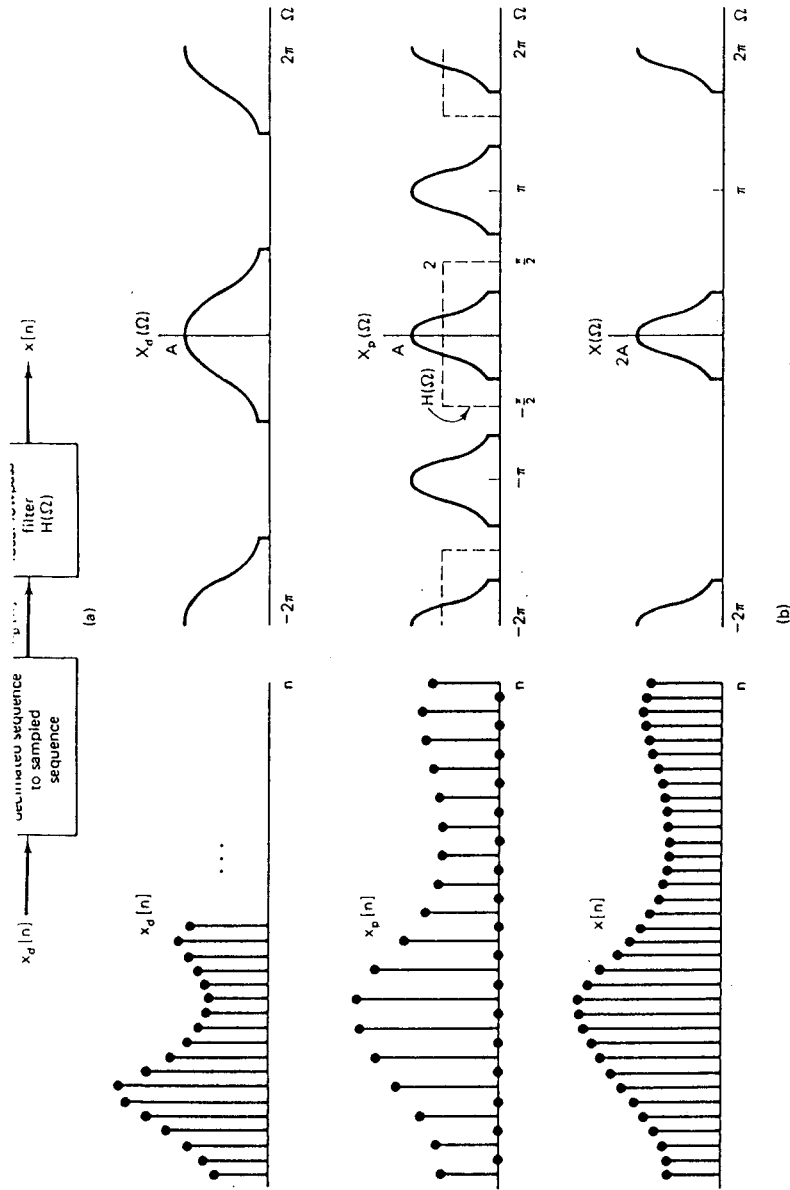 x_d[n]
decimated sequence
to sampled
sequence
filter
H(Ω)
x[n]
(a)
x_d[n]
. . .
n
X_d(Ω)
A
−2π
2π
Ω
x_p[n]
n
X_p(Ω)
A
H(Ω)
2
−2π
−π
−π/2
π/2
π
2π
Ω
x[n]
n
X(Ω)
2A
−2π
π
2π
Ω
(b)